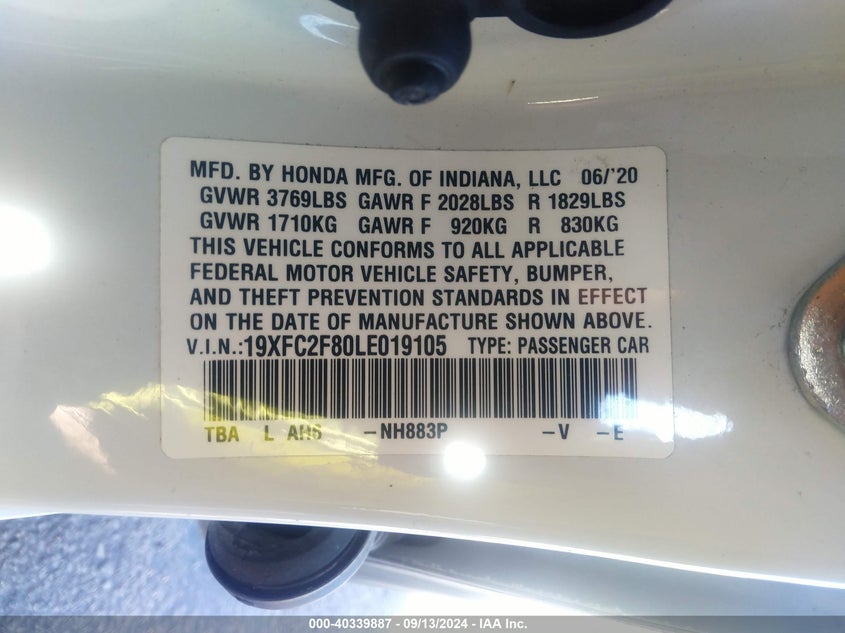 MFD. BY HONDA MFG. OF INDIANA, LLC 06/'20
GVWR 3769LBS GAWR F 2028LBS R 1829LBS
GVWR 1710KG GAWR F 920KG R 830KG
THIS VEHICLE CONFORMS TO ALL APPLICABLE
FEDERAL MOTOR VEHICLE SAFETY, BUMPER,
AND THEFT PREVENTION STANDARDS IN EFFECT
ON THE DATE OF MANUFACTURE SHOWN ABOVE.
V.I.N.:19XFC2F80LE019105 TYPE: PASSENGER CAR
TBA L AH6 -NH883P -V -E
000-40339887 - 09/13/2024 - IAA Inc.